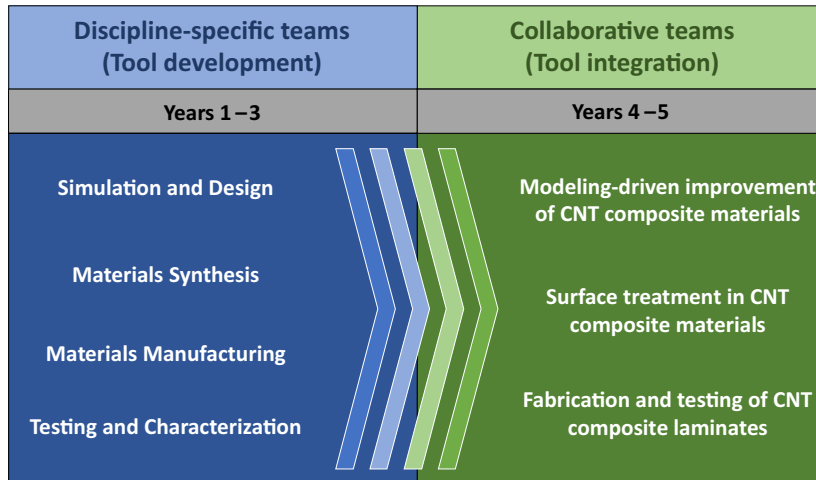 Discipline-specific teams
(Tool development)
Collaborative teams
(Tool integration)
Years 1–3
Years 4–5
Simulation and Design
Materials Synthesis
Materials Manufacturing
Testing and Characterization
Modeling-driven improvement
of CNT composite materials
Surface treatment in CNT
composite materials
Fabrication and testing of CNT
composite laminates